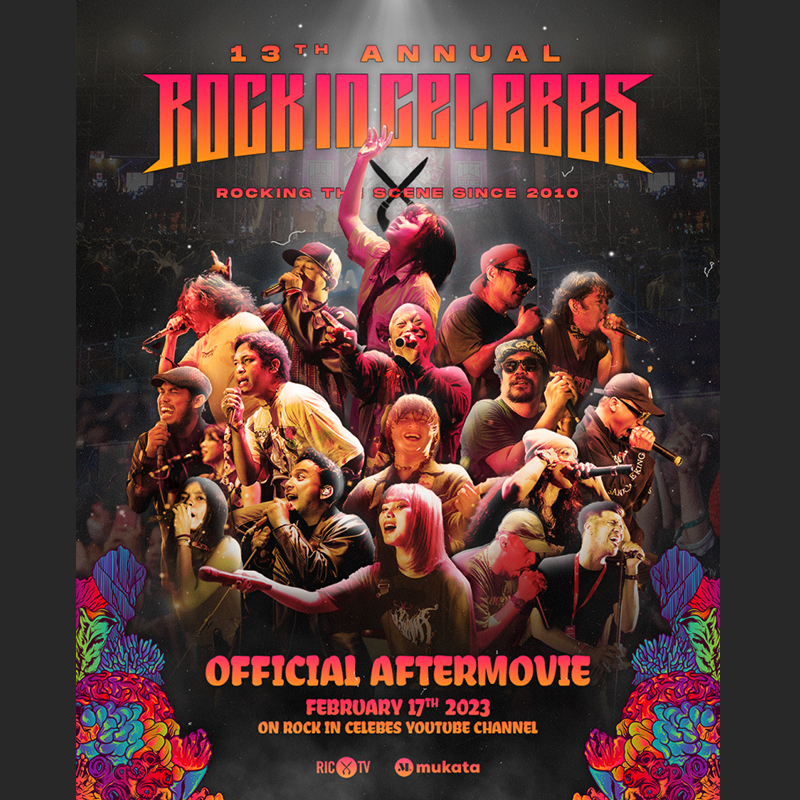 13TH ANNUAL
ROCK IN CELEBES
ROCKING THE SCENE SINCE 2010
OFFICIAL AFTERMOVIE
FEBRUARY 17TH 2023
ON ROCK IN CELEBES YOUTUBE CHANNEL
RIC TV M. mukata